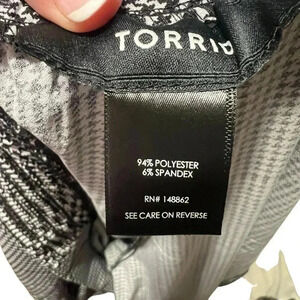 TORRID
94% POLYESTER
6% SPANDEX
RN# 148862
SEE CARE ON REVERSE